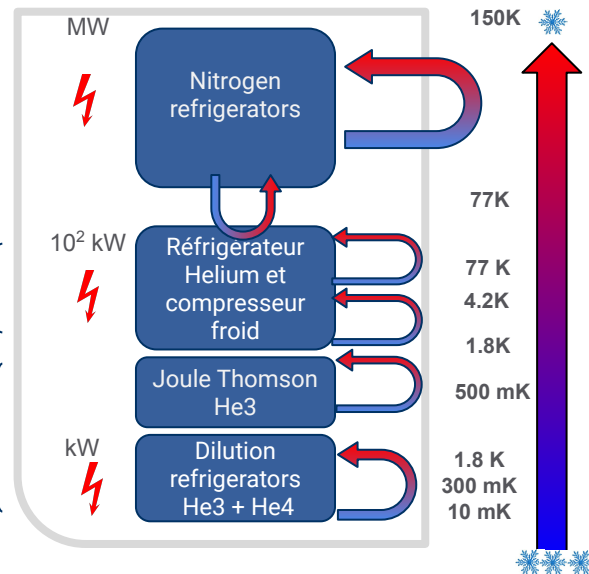 MW
Nitrogen
refrigerators
150K
77K
10² kW
Réfrigérateur
Helium et
compresseur
froid
77 K
4.2K
1.8K
Joule Thomson
He3
500 mK
kW
Dilution
refrigerators
He3 + He4
1.8 K
300 mK
10 mK